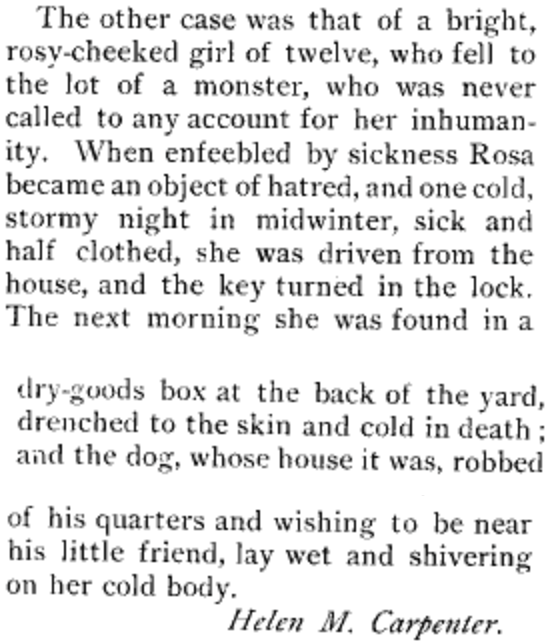 The other case was that of a bright,
rosy-cheeked girl of twelve, who fell to
the lot of a monster, who was never
called to any account for her inhuman-
ity. When enfeebled by sickness Rosa
became an object of hatred, and one cold,
stormy night in midwinter, sick and
half clothed, she was driven from the
house, and the key turned in the lock.
The next morning she was found in a
dry-goods box at the back of the yard,
drenched to the skin and cold in death;
and the dog, whose house it was, robbed
of his quarters and wishing to be near
his little friend, lay wet and shivering
on her cold body.
Helen M. Carpenter.